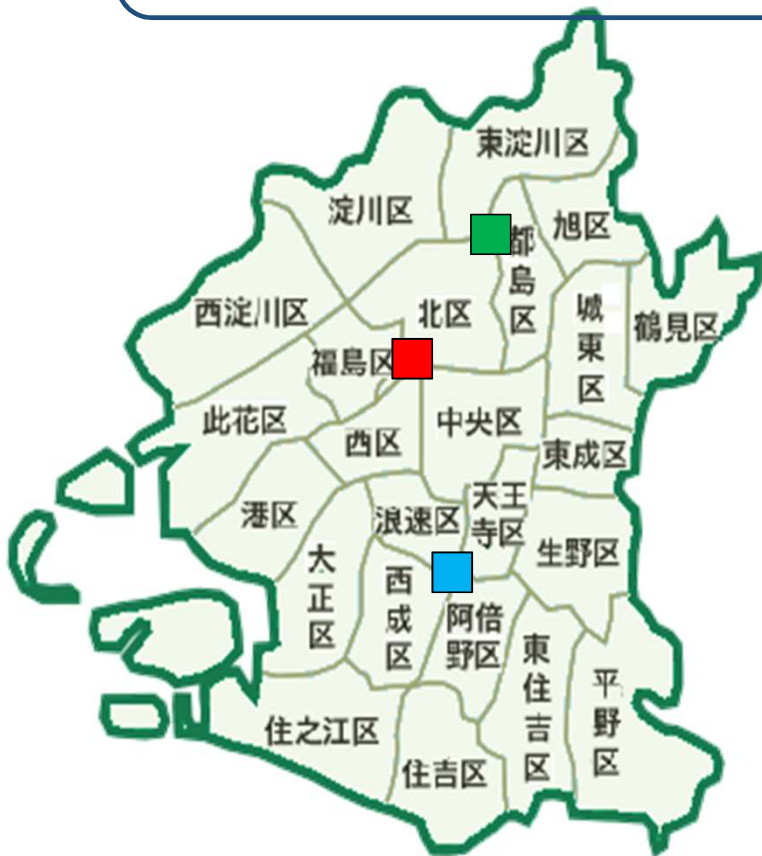 東淀川区
淀川区
旭区
都島区
西淀川区
北区
城東区
鶴見区
福島区
此花区
西区
中央区
東成区
港区
浪速区
天王
寺区
生野区
大正区
西成区
阿倍
野区
東住吉区
平野区
住之江区
住吉区